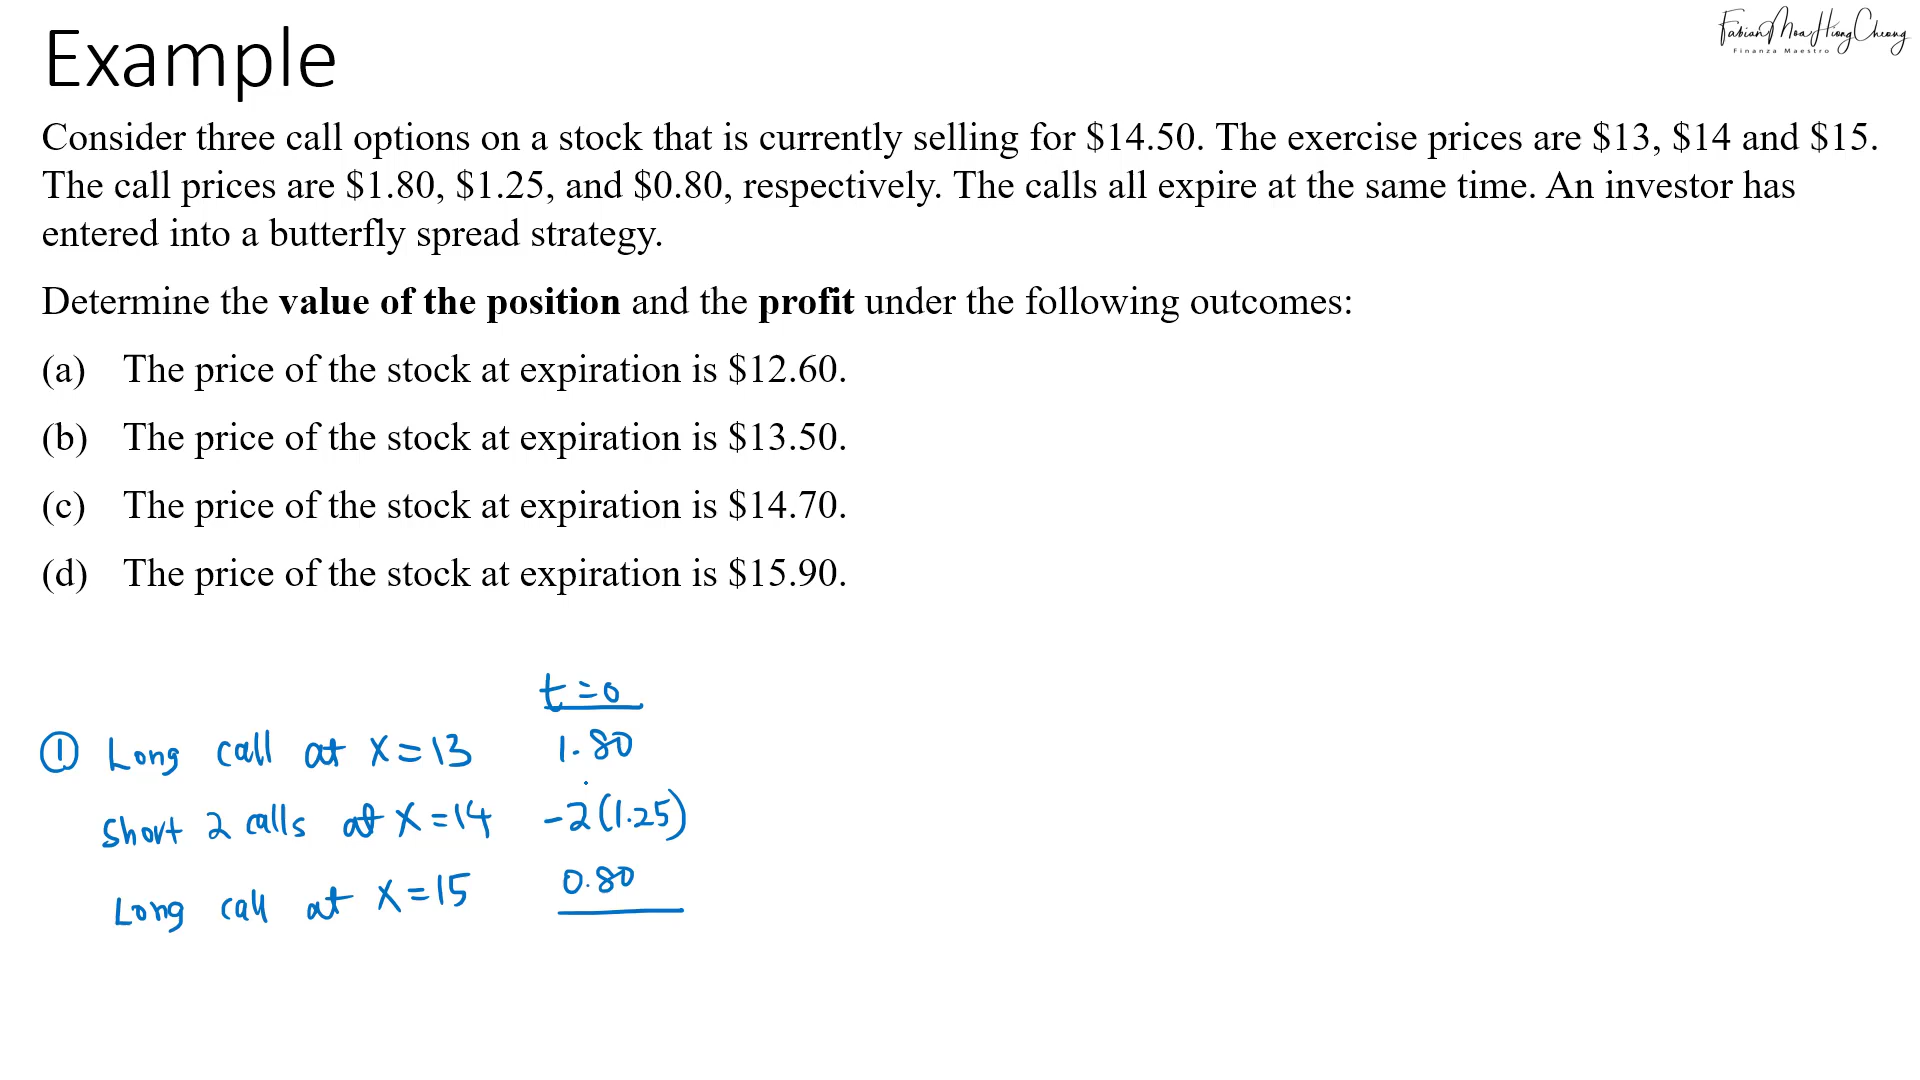 Example
Fabian Moa Hiong Cheong
Finanza Maestro
Consider three call options on a stock that is currently selling for $14.50. The exercise prices are $13, $14 and $15.
The call prices are $1.80, $1.25, and $0.80, respectively. The calls all expire at the same time. An investor has
entered into a butterfly spread strategy.
Determine the value of the position and the profit under the following outcomes:
(a) The price of the stock at expiration is $12.60.
(b) The price of the stock at expiration is $13.50.
(c) The price of the stock at expiration is $14.70.
(d) The price of the stock at expiration is $15.90.
t=0
① Long call at X=13 1.80
Short 2 calls at X=14 -2(1.25)
Long call at X=15 0.80